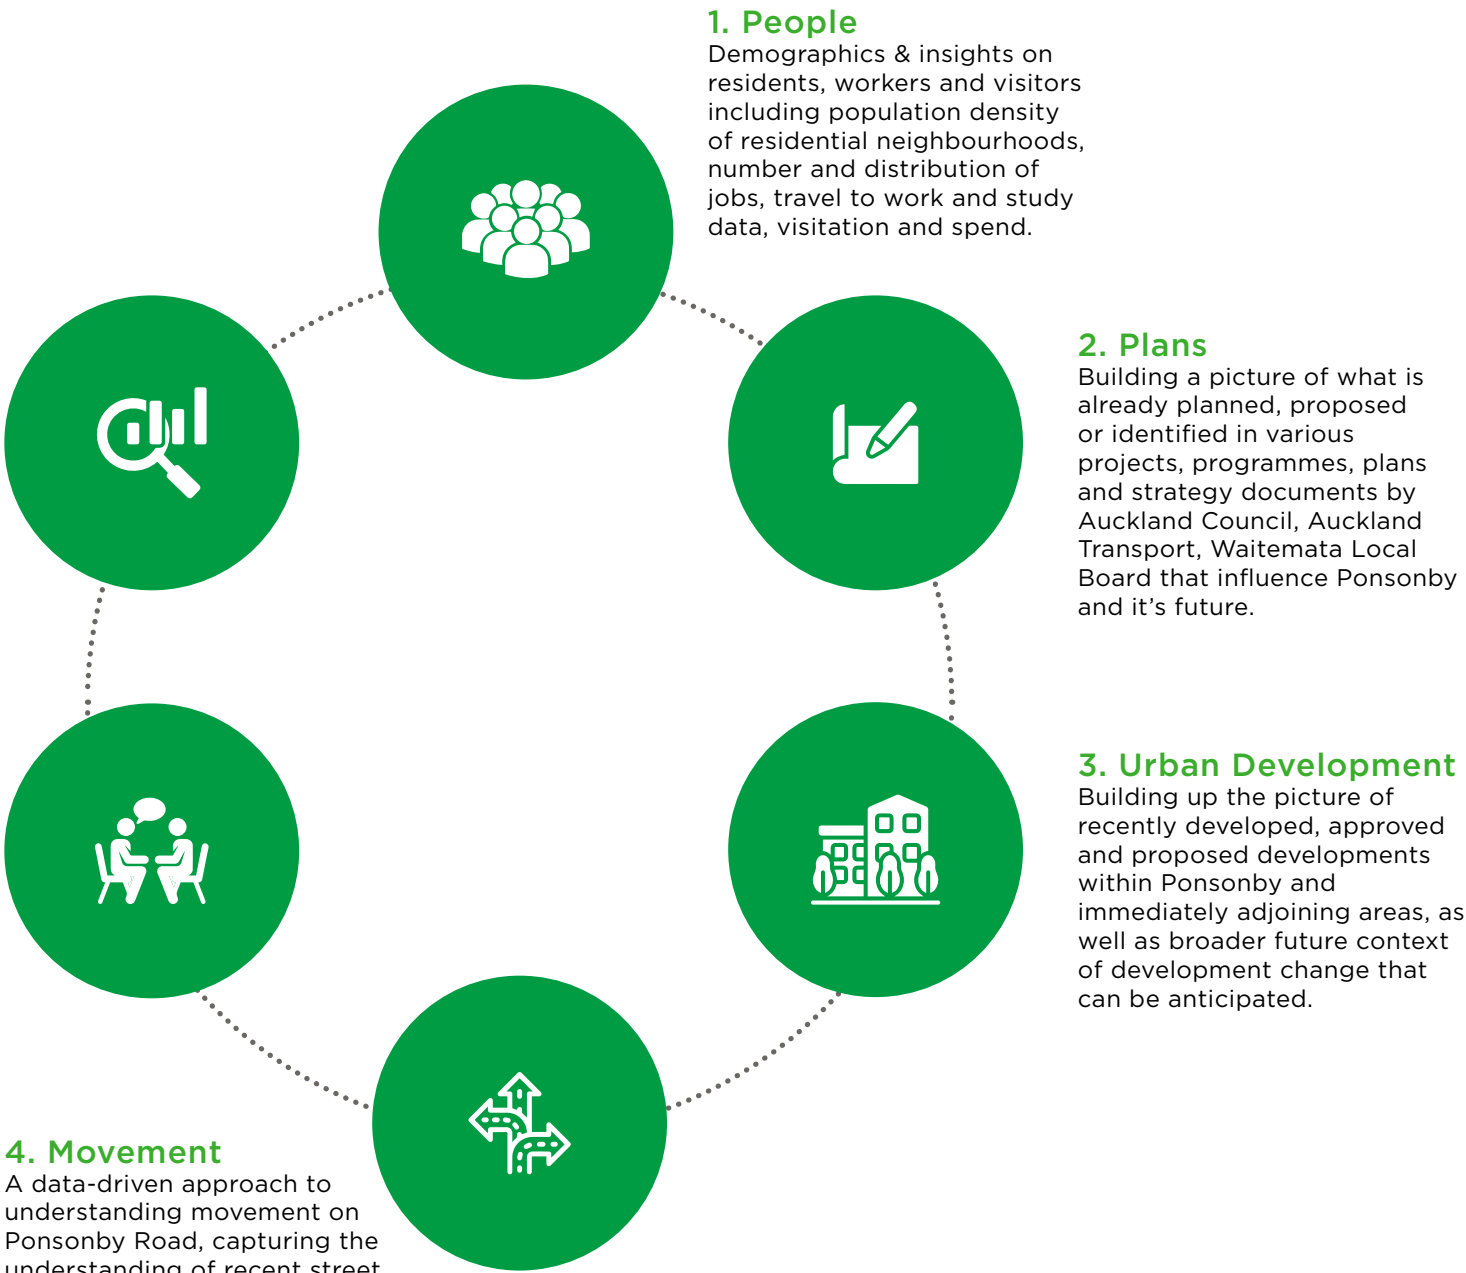 1. People
Demographics & insights on
residents, workers and visitors
including population density
of residential neighbourhoods,
number and distribution of
jobs, travel to work and study
data, visitation and spend.
2. Plans
Building a picture of what is
already planned, proposed
or identified in various
projects, programmes, plans
and strategy documents by
Auckland Council, Auckland
Transport, Waitemata Local
Board that influence Ponsonby
and it’s future.
3. Urban Development
Building up the picture of
recently developed, approved
and proposed developments
within Ponsonby and
immediately adjoining areas, as
well as broader future context
of development change that
can be anticipated.
4. Movement
A data-driven approach to
understanding movement on
Ponsonby Road, capturing the
understanding of recent street